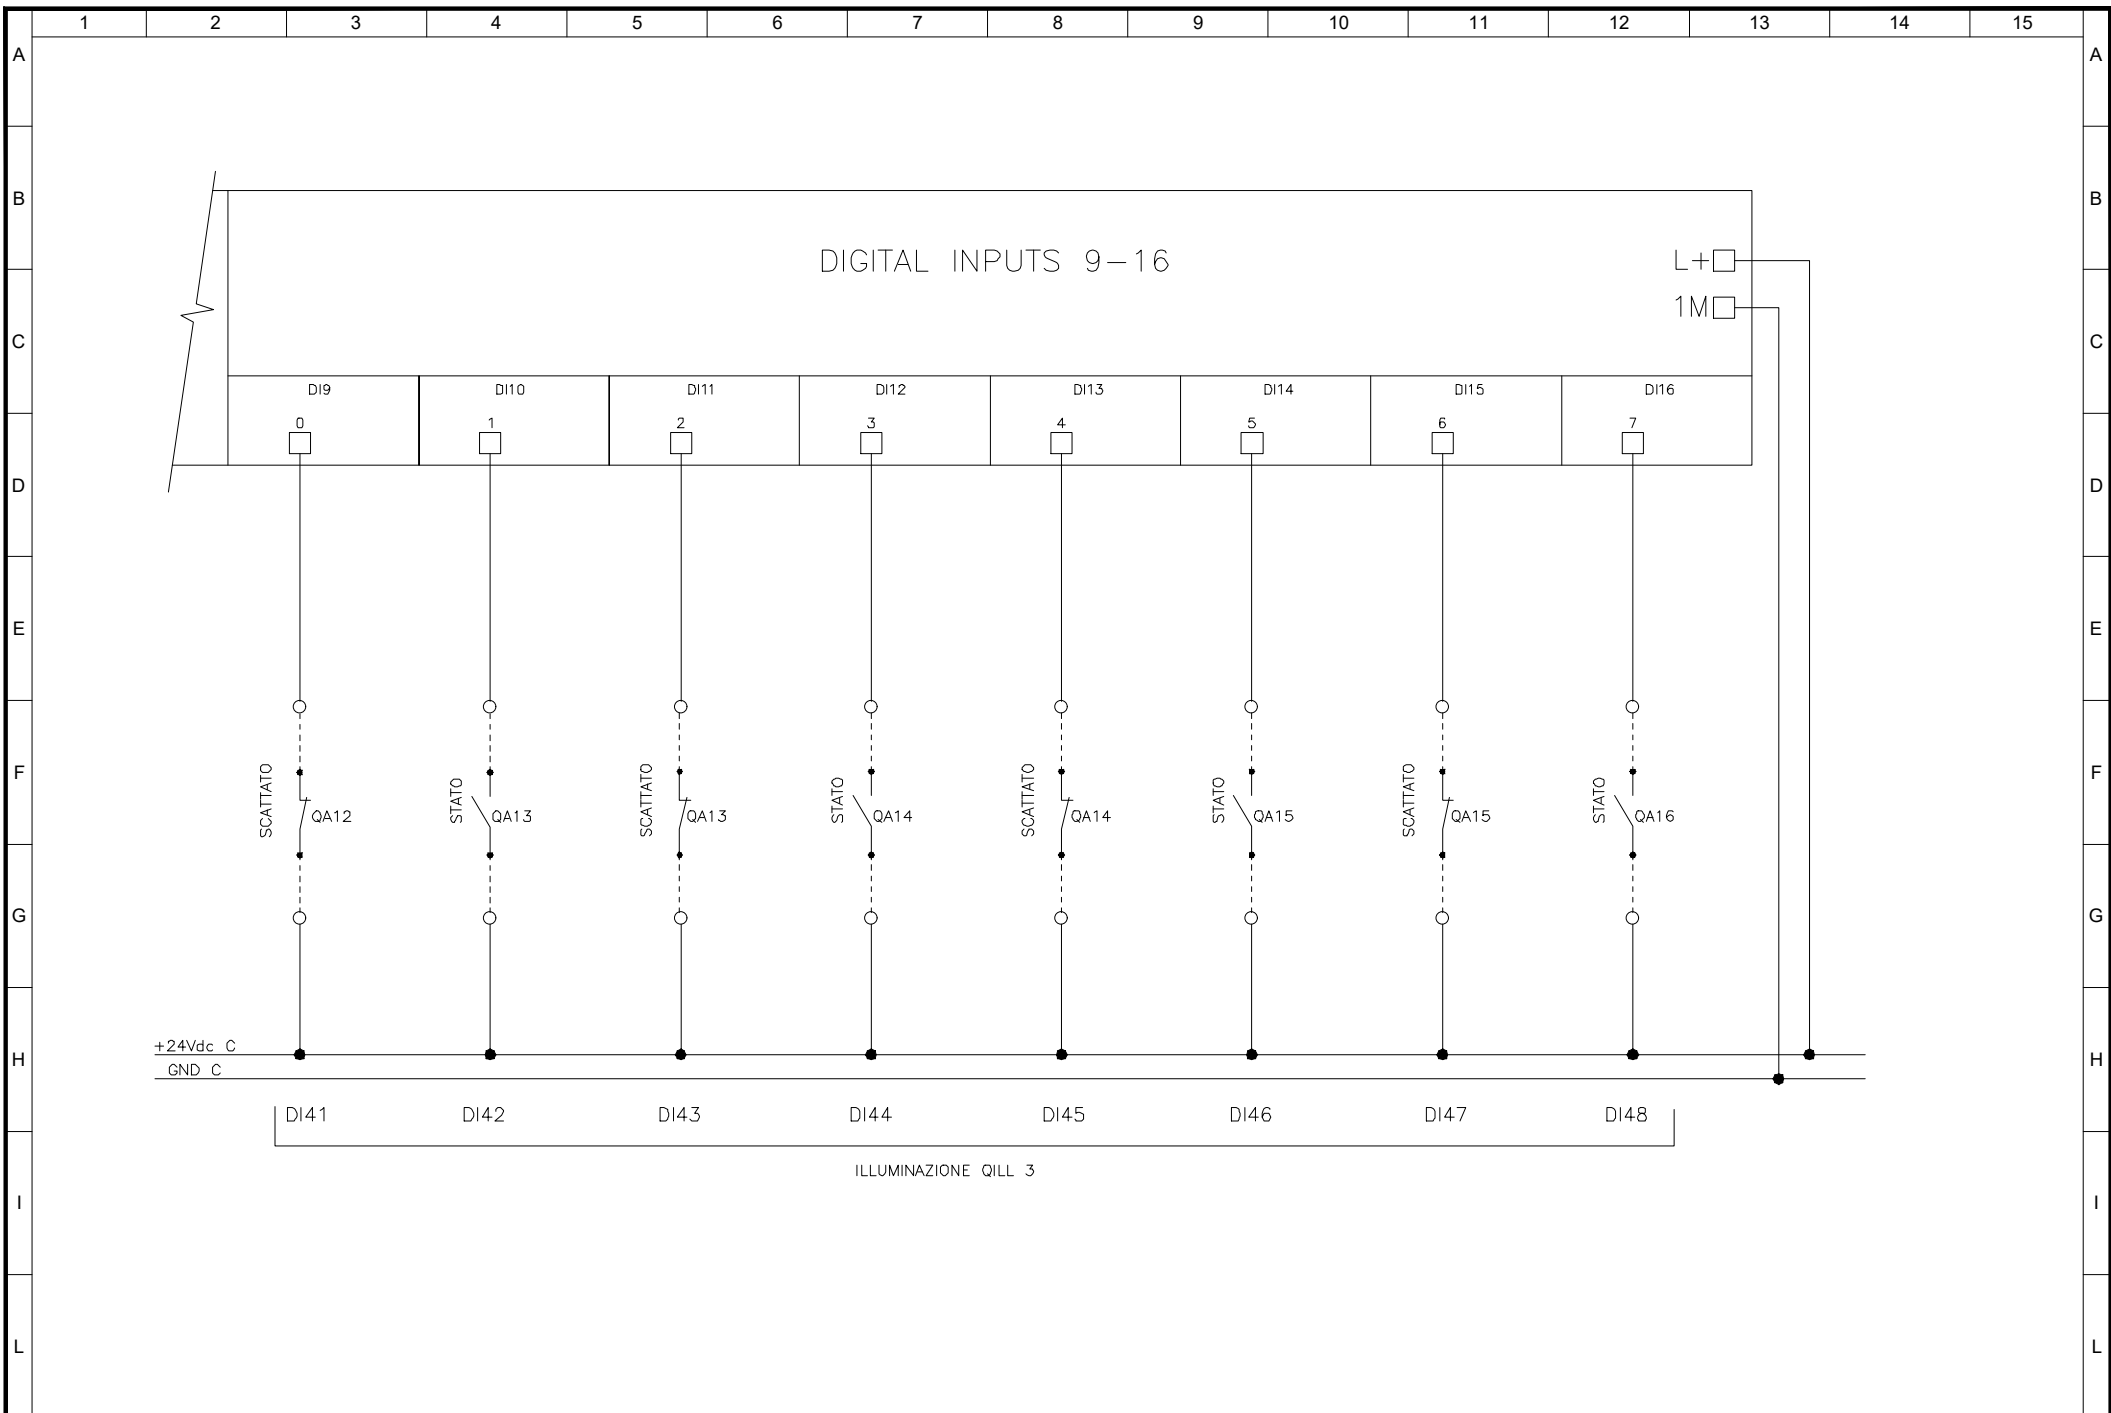 1 2 3 4 5 6 7 8 9 10 11 12 13 14 15
A A
B B
DIGITAL INPUTS 9-16 L+
1M
C C
DI9 DI10 DI11 DI12 DI13 DI14 DI15 DI16
0 1 2 3 4 5 6 7
D D
E E
F F
SCATTATO QA12 STATO QA13 SCATTATO QA13 STATO QA14 SCATTATO QA14 STATO QA15 SCATTATO QA15 STATO QA16
G G
+24Vdc C
H H
GND C
DI41 DI42 DI43 DI44 DI45 DI46 DI47 DI48
ILLUMINAZIONE QILL 3
I I
L L